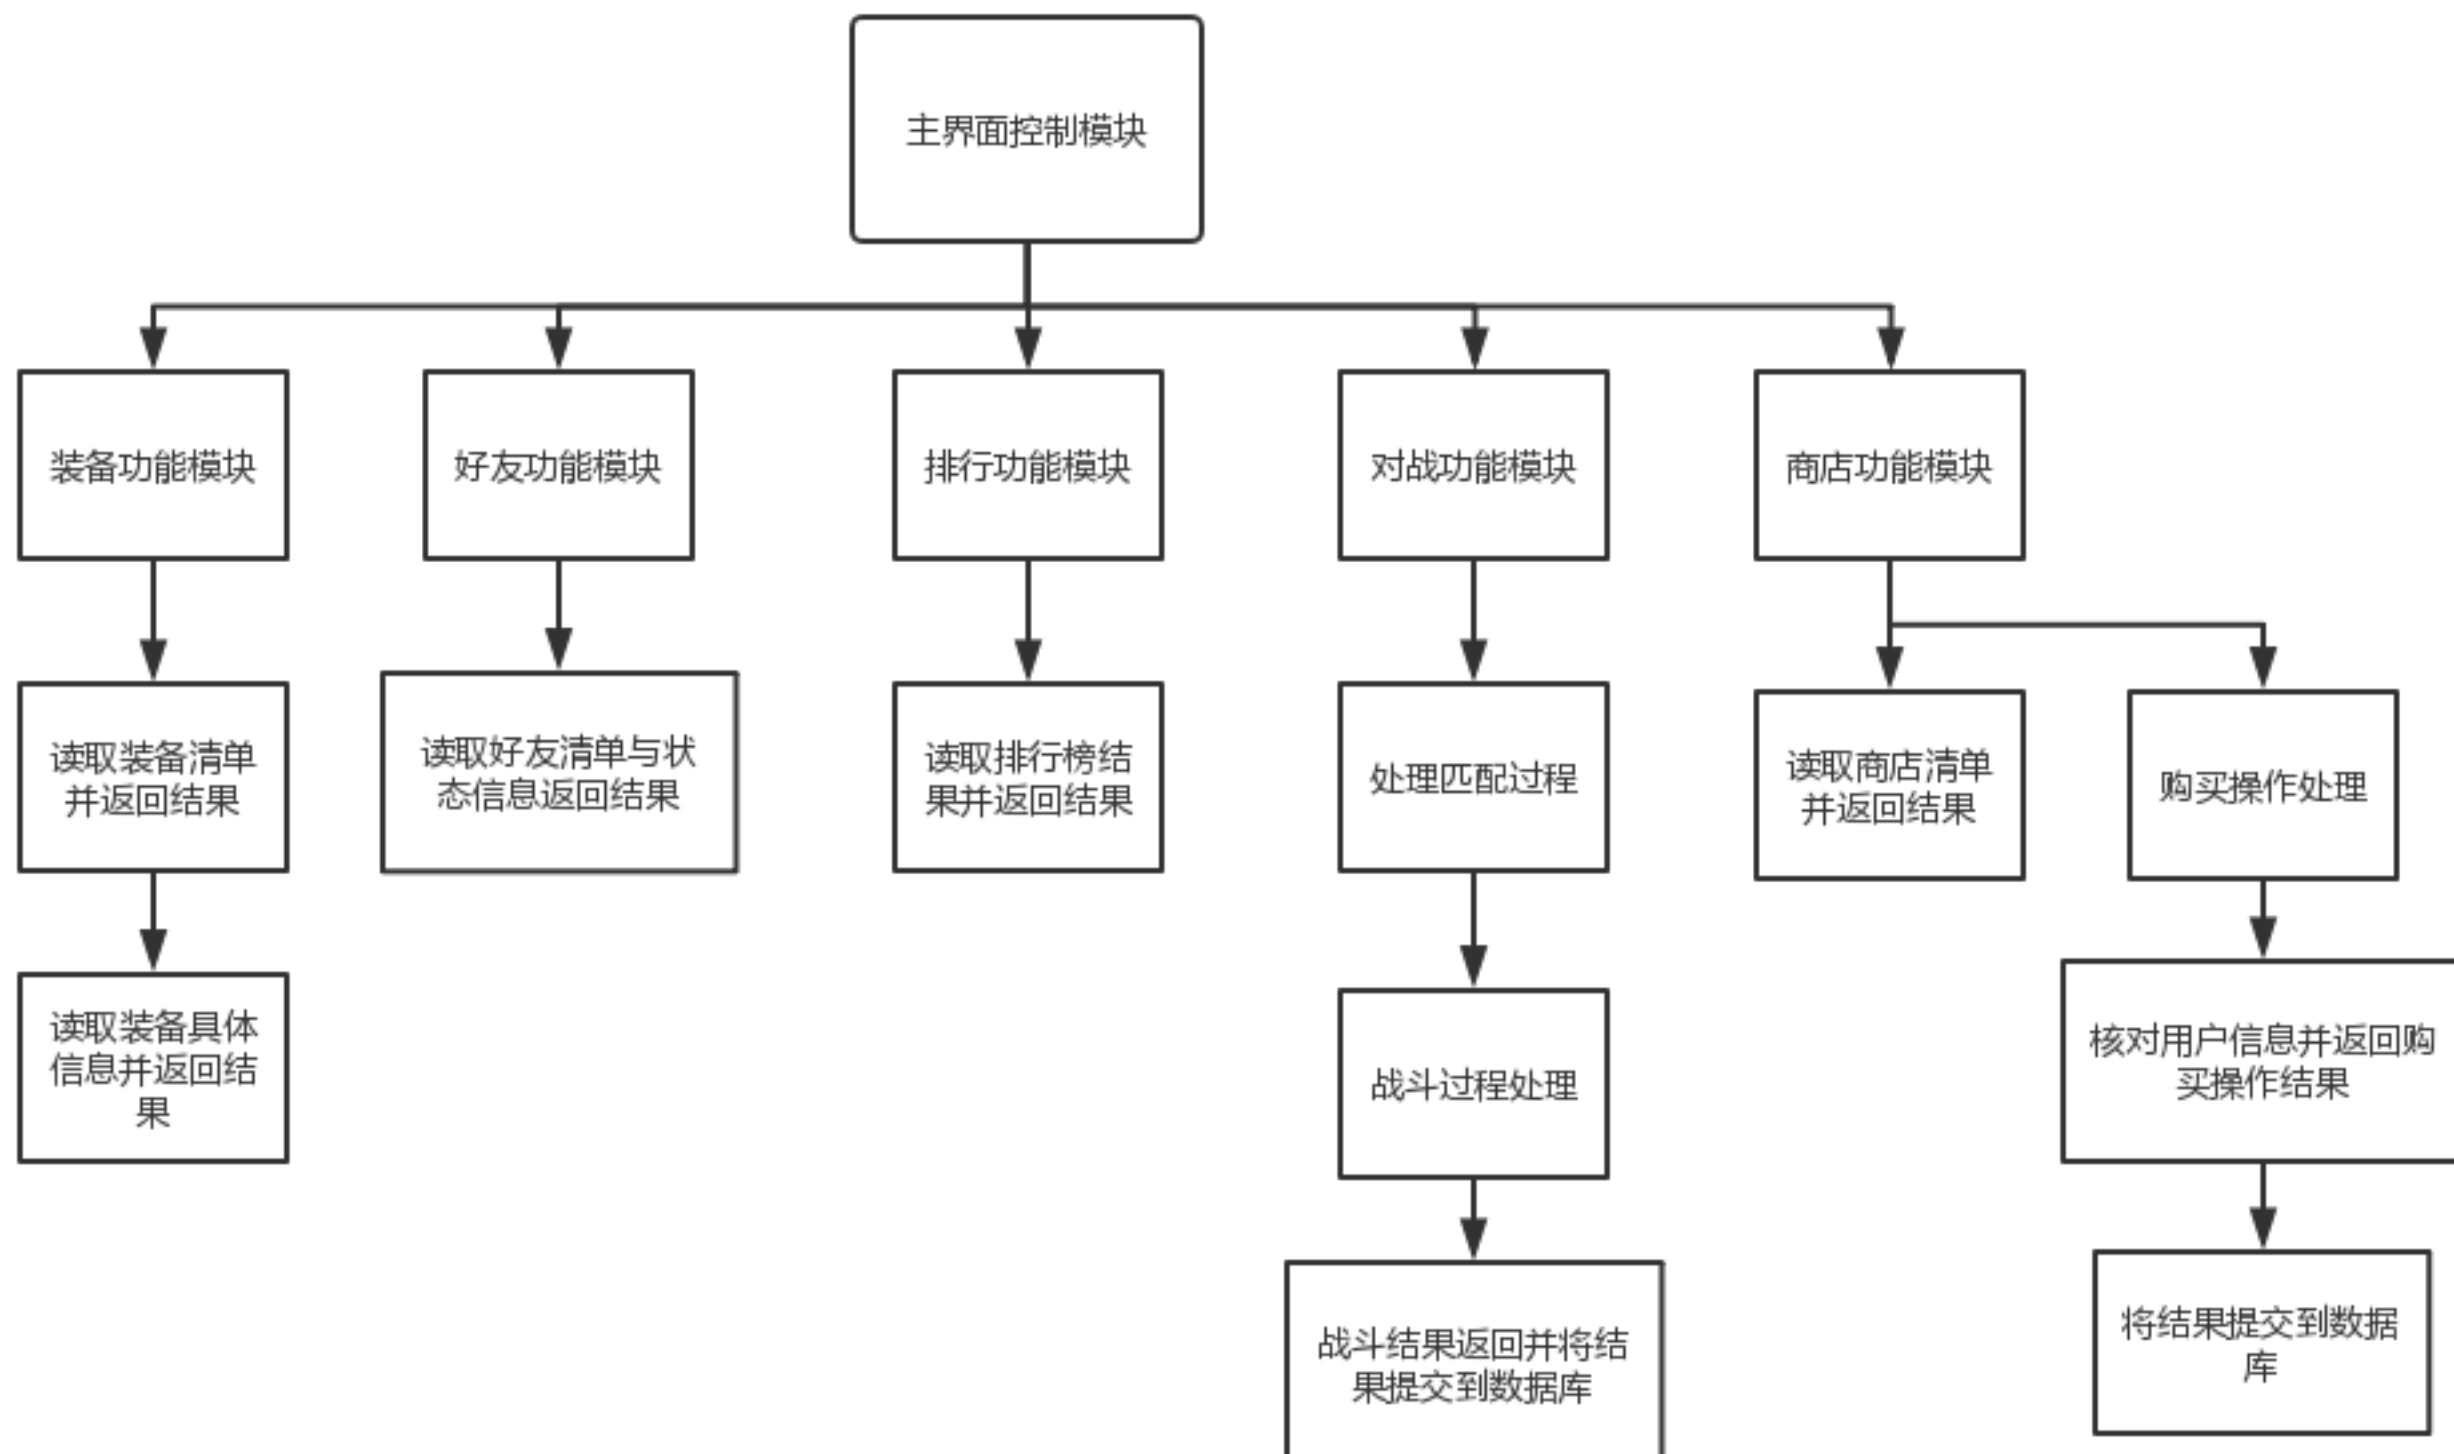 主界面控制模块
装备功能模块
好友功能模块
排行功能模块
对战功能模块
商店功能模块
读取装备清单
并返回结果
读取好友清单与状
态信息返回结果
读取排行榜结
果并返回结果
处理匹配过程
读取商店清单
并返回结果
购买操作处理
读取装备具体
信息并返回结
果
战斗过程处理
核对用户信息并返回购
买操作结果
战斗结果返回并将结
果提交到数据库
将结果提交到数据
库